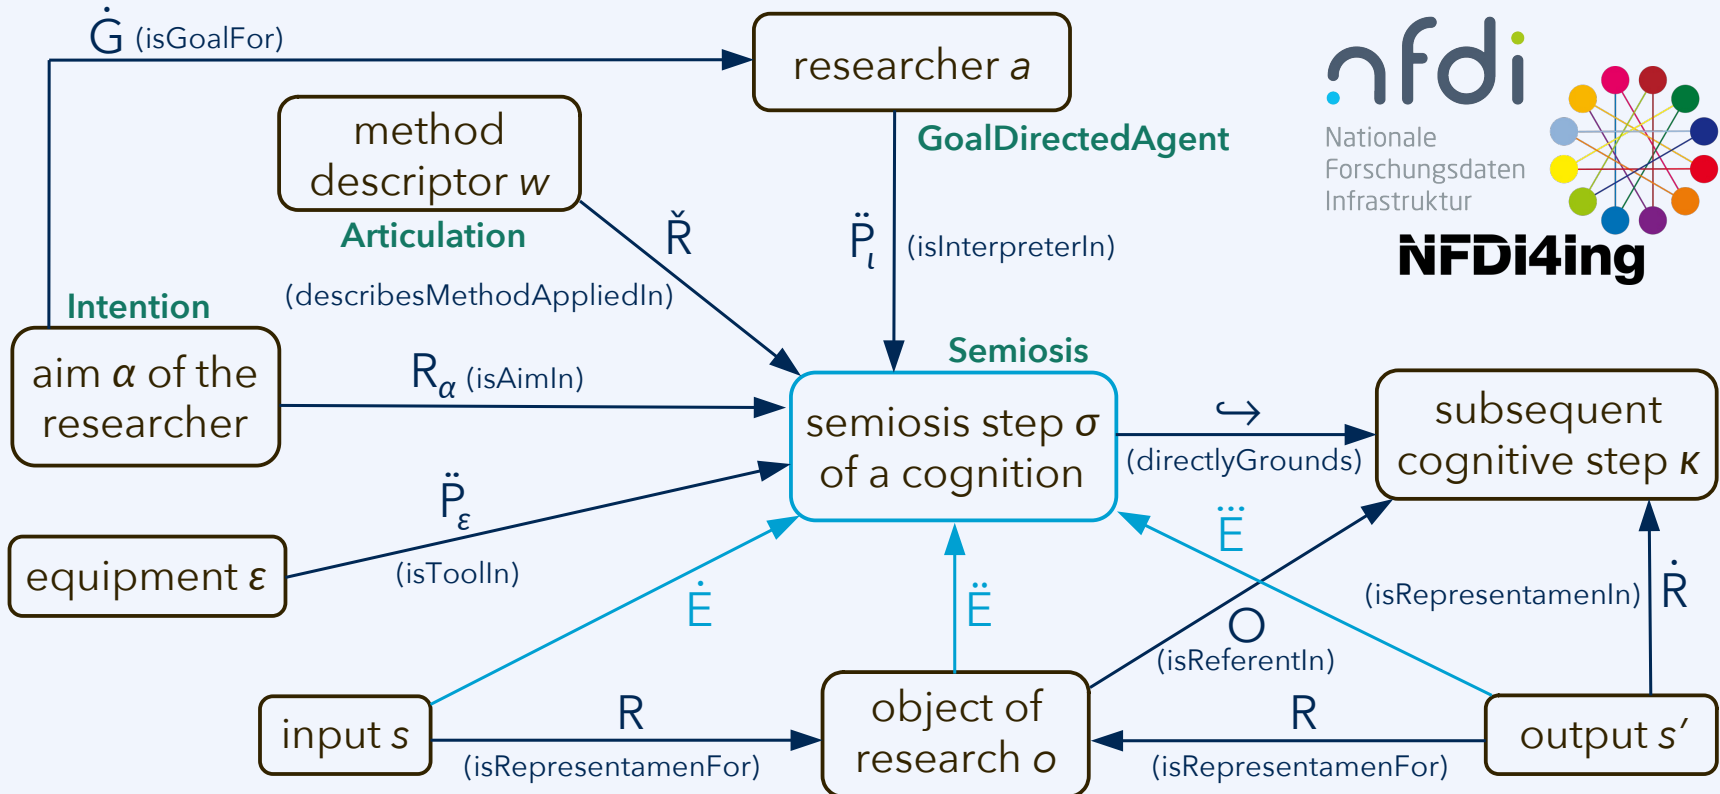 Ġ (isGoalFor)
researcher a
nfdi
Nationale
Forschungsdaten
Infrastruktur
NFDi4ing
method
descriptor w
Articulation
GoalDirectedAgent
Ř
(describesMethodAppliedIn)
P̈ι (isInterpreterIn)
Intention
aim α of the
researcher
Rα (isAimIn)
Semiosis
semiosis step σ
of a cognition
↪
(directlyGrounds)
subsequent
cognitive step κ
equipment ε
P̈ε
(isToolIn)
Ė
Ë
E⃛
O
(isReferentIn)
(isRepresentamenIn) Ṙ
input s
R
(isRepresentamenFor)
object of
research o
R
(isRepresentamenFor)
output s′